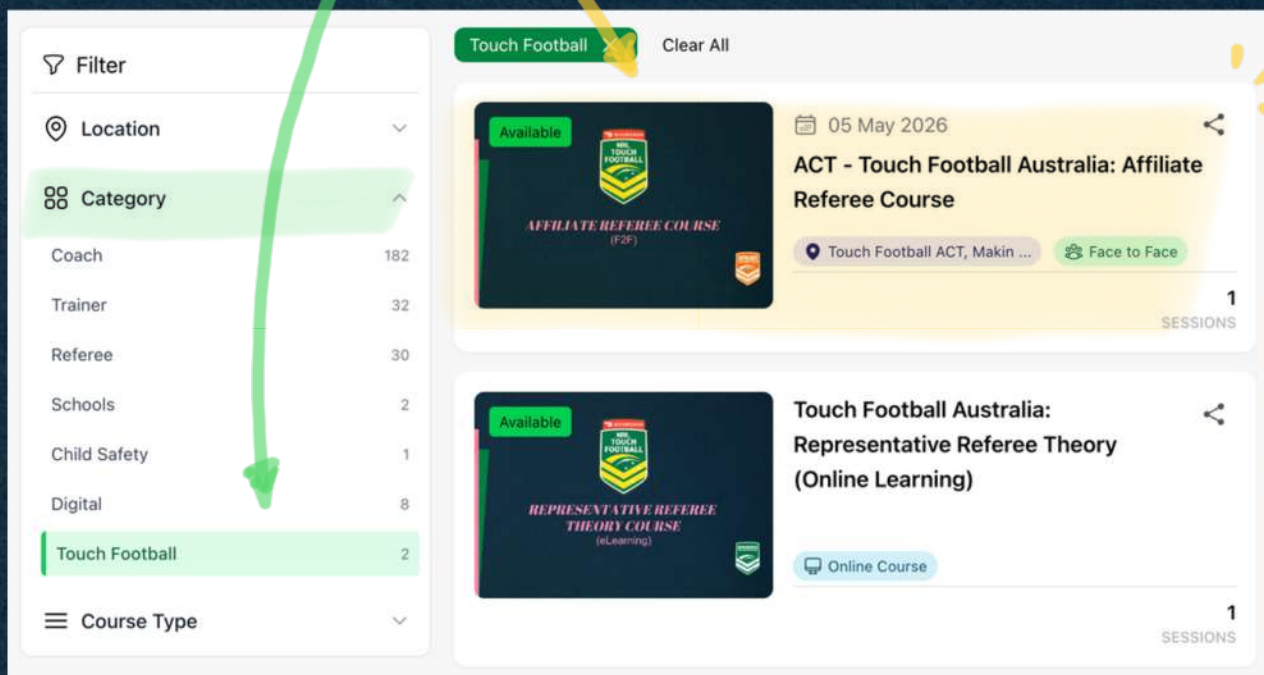 Filter
Location
Category
Coach 182
Trainer 32
Referee 30
Schools 2
Child Safety 1
Digital 8
Touch Football 2
Course Type
Touch Football Clear All
Available
NRL
TOUCH
FOOTBALL
AFFILIATE REFEREE COURSE
(F2F)
05 May 2026
ACT - Touch Football Australia: Affiliate
Referee Course
Touch Football ACT, Makin ... Face to Face
1
SESSIONS
Available
NRL
TOUCH
FOOTBALL
REPRESENTATIVE REFEREE
THEORY COURSE
(eLearning)
Touch Football Australia:
Representative Referee Theory
(Online Learning)
Online Course
1
SESSIONS